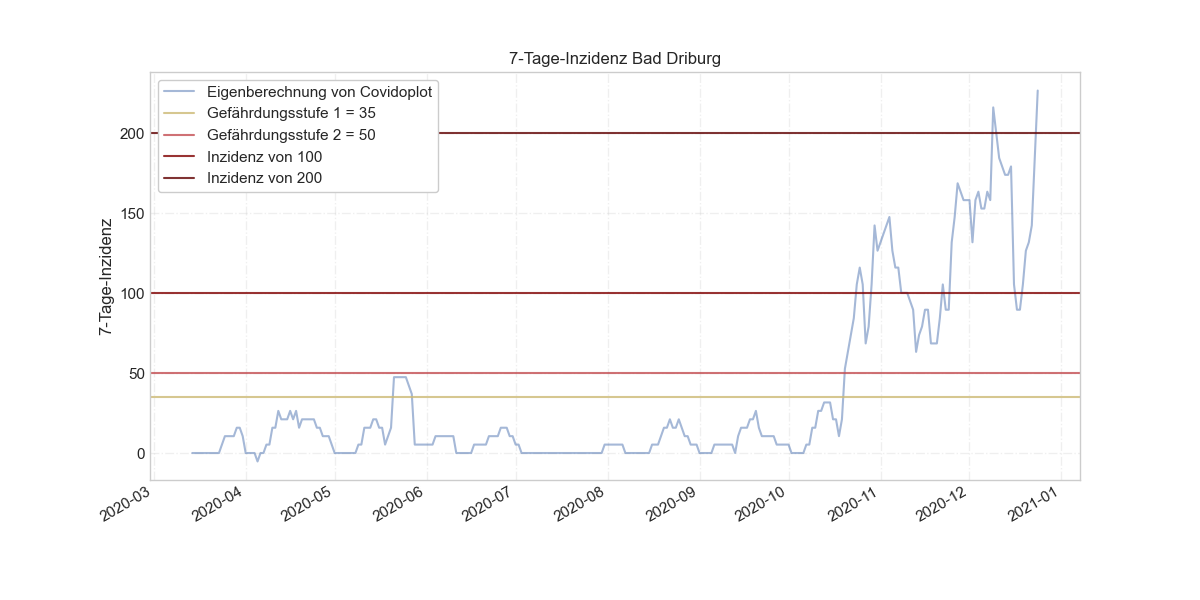 7-Tage-Inzidenz Bad Driburg
Eigenberechnung von Covidoplot
Gefährdungsstufe 1 = 35
Gefährdungsstufe 2 = 50
Inzidenz von 100
Inzidenz von 200
7-Tage-Inzidenz
200
150
100
50
0
2020-03
2020-04
2020-05
2020-06
2020-07
2020-08
2020-09
2020-10
2020-11
2020-12
2021-01